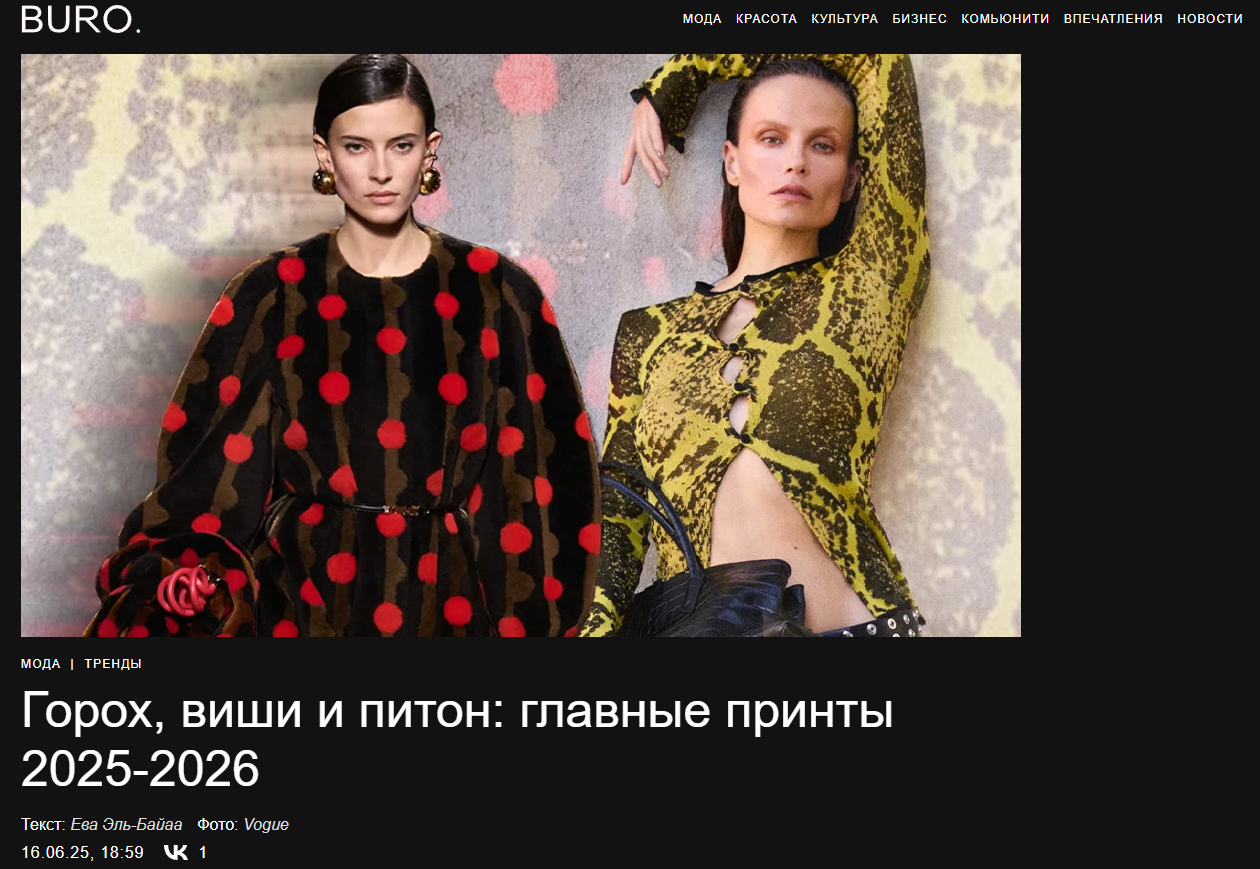 BURO.
МОДА КРАСОТА КУЛЬТУРА БИЗНЕС КОМЬЮНИТИ ВПЕЧАТЛЕНИЯ НОВОСТИ
МОДА | ТРЕНДЫ
Горох, виши и питон: главные принты
2025-2026
Текст: Ева Эль-Байаа Фото: Vogue
16.06.25, 18:59 VK 1